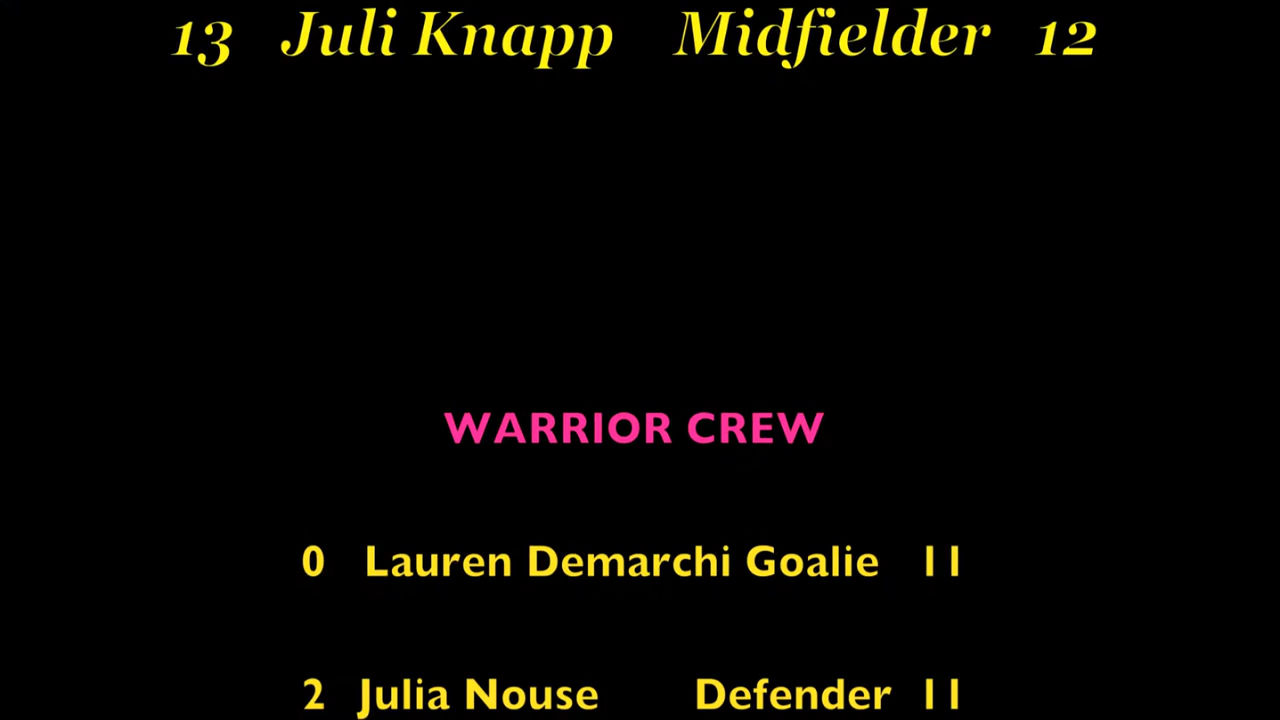 13 Juli Knapp Midfielder 12
WARRIOR CREW
0 Lauren Demarchi Goalie 11
2 Julia Nouse Defender 11